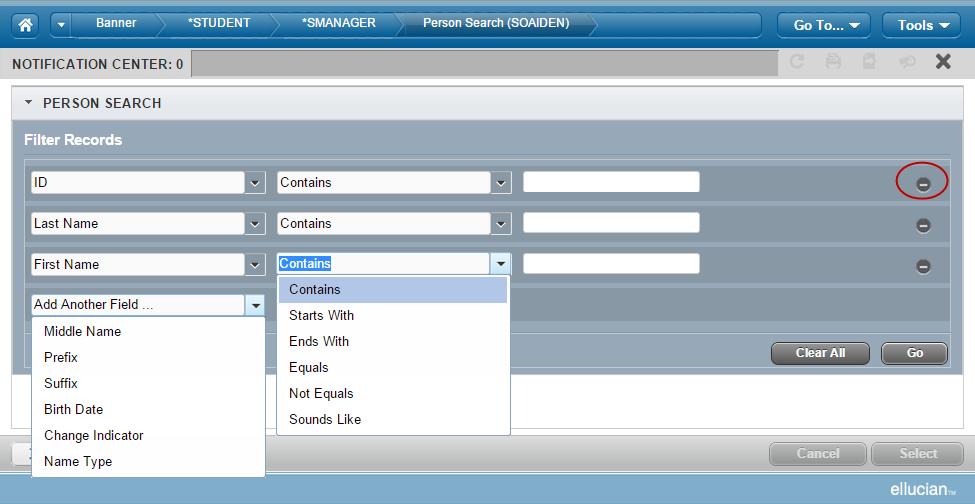 Banner *STUDENT *SMANAGER Person Search (SOAIDEN) Go To... Tools
NOTIFICATION CENTER: 0
PERSON SEARCH
Filter Records
ID Contains
Last Name Contains
First Name Contains
Add Another Field ...
Middle Name
Prefix
Suffix
Birth Date
Change Indicator
Name Type
Contains
Starts With
Ends With
Equals
Not Equals
Sounds Like
Clear All Go
Cancel Select
ellucian™